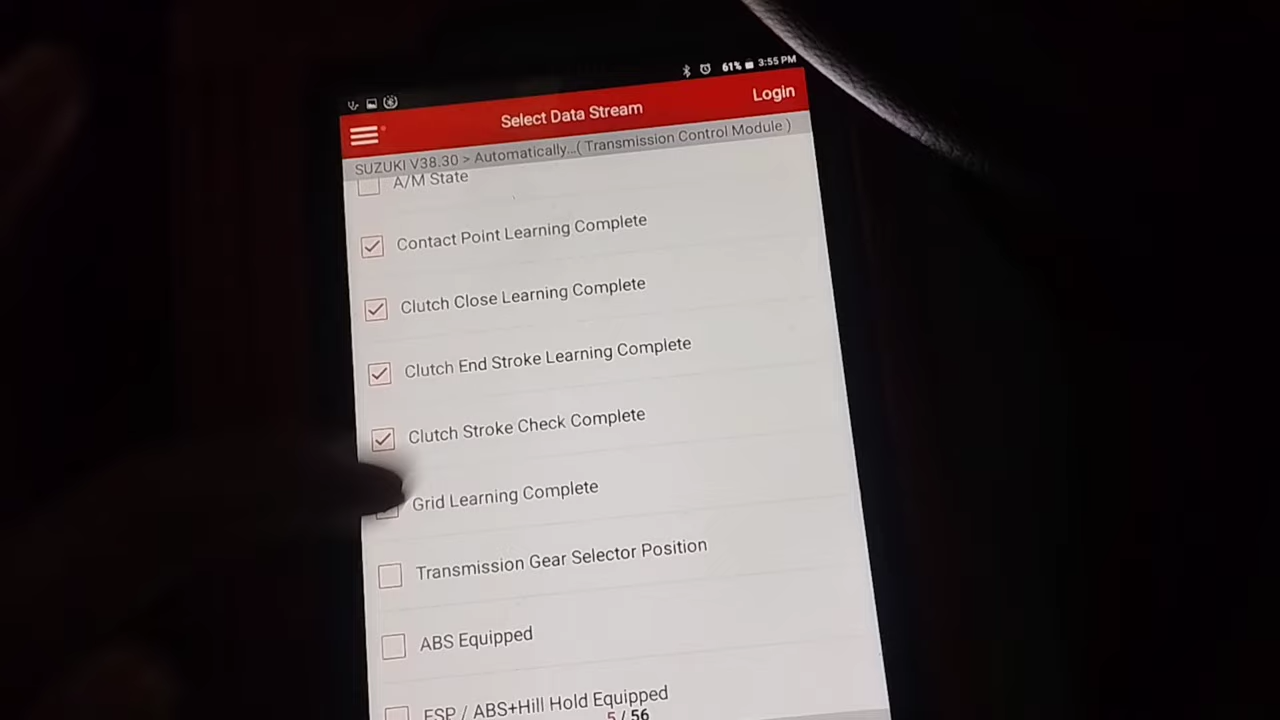 61% 3:55 PM
Select Data Stream
Login
SUZUKI V38.30 > Automatically...( Transmission Control Module )
A/M State
Contact Point Learning Complete
Clutch Close Learning Complete
Clutch End Stroke Learning Complete
Clutch Stroke Check Complete
Grid Learning Complete
Transmission Gear Selector Position
ABS Equipped
ESP / ABS+Hill Hold Equipped
5 / 56